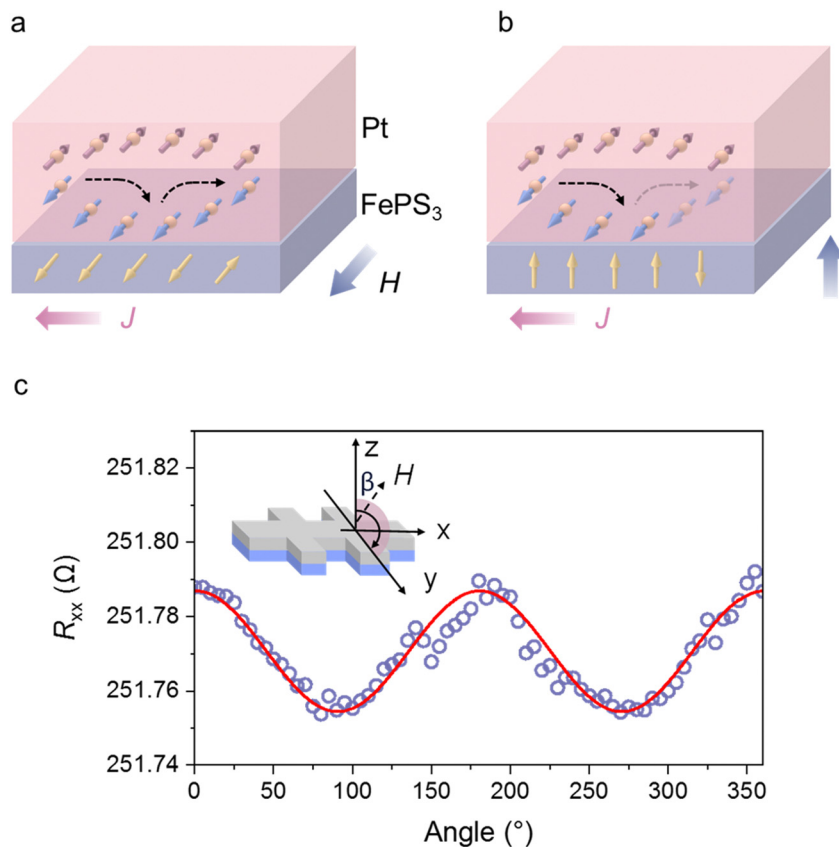 a
b
Pt
FePS₃
H
J
J
c
251.82
251.80
251.78
251.76
251.74
Rxx (Ω)
z
β
H
x
y
0
50
100
150
200
250
300
350
Angle (°)